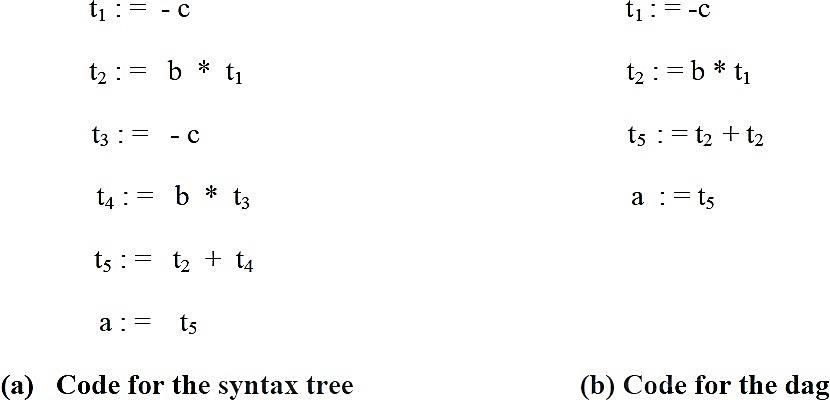 t₁ : = - c
t₂ : = b * t₁
t₃ : = - c
t₄ : = b * t₃
t₅ : = t₂ + t₄
a : = t₅
(a) Code for the syntax tree
t₁ : = -c
t₂ : = b * t₁
t₅ : = t₂ + t₂
a : = t₅
(b) Code for the dag